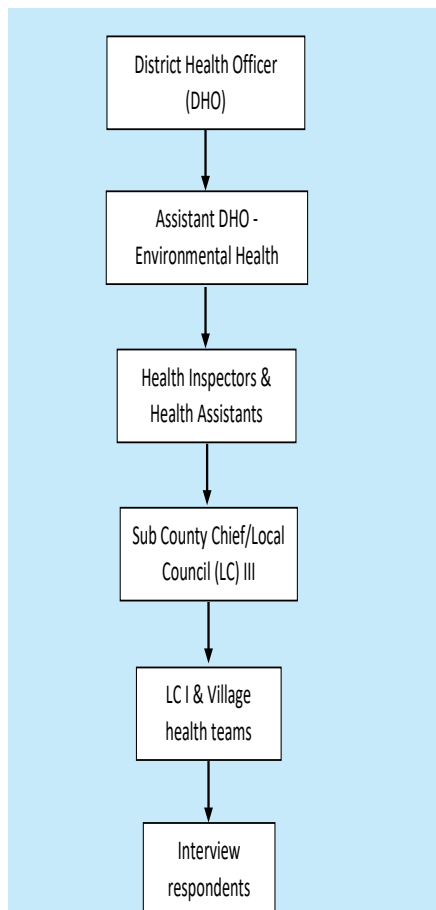 District Health Officer
(DHO)
Assistant DHO -
Environmental Health
Health Inspectors &
Health Assistants
Sub County Chief/Local
Council (LC) III
LC I & Village
health teams
Interview
respondents